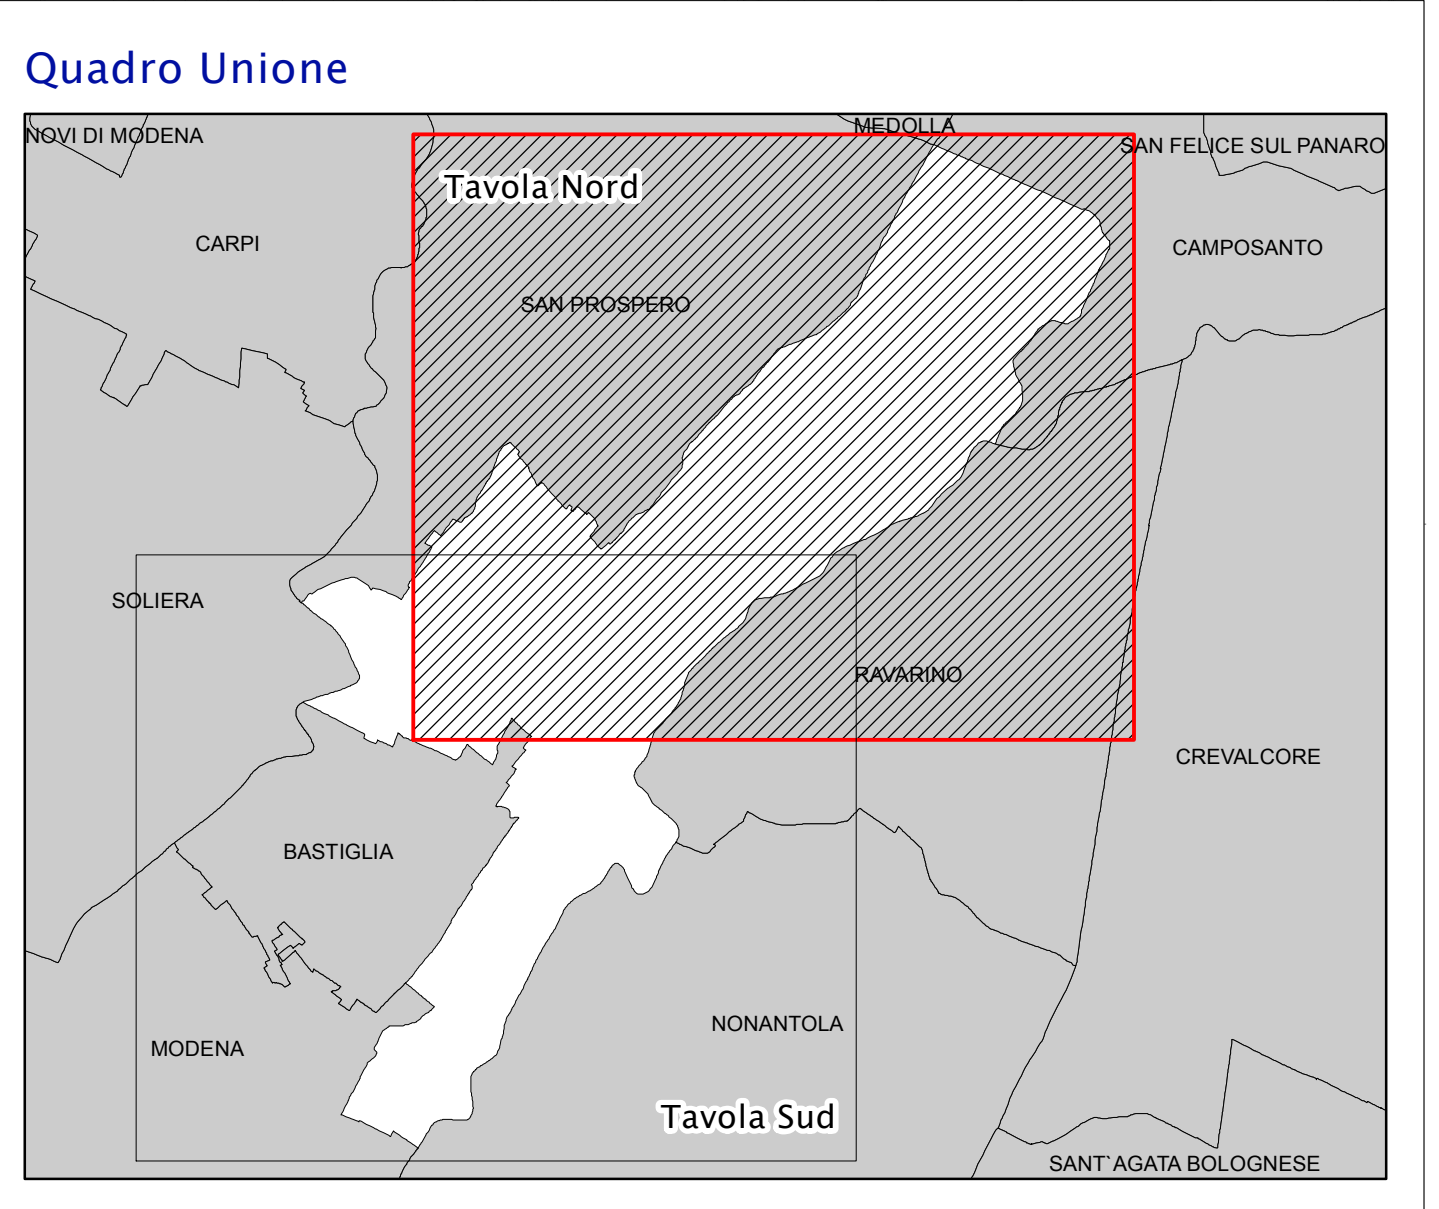 Quadro Unione
MEDOLLA
NOVI DI MODENA
SAN FELICE SUL PANARO
Tavola Nord
CARPI
CAMPOSANTO
SAN PROSPERO
SOLIERA
RAVARINO
CREVALCORE
BASTIGLIA
NONANTOLA
MODENA
Tavola Sud
SANT`AGATA BOLOGNESE